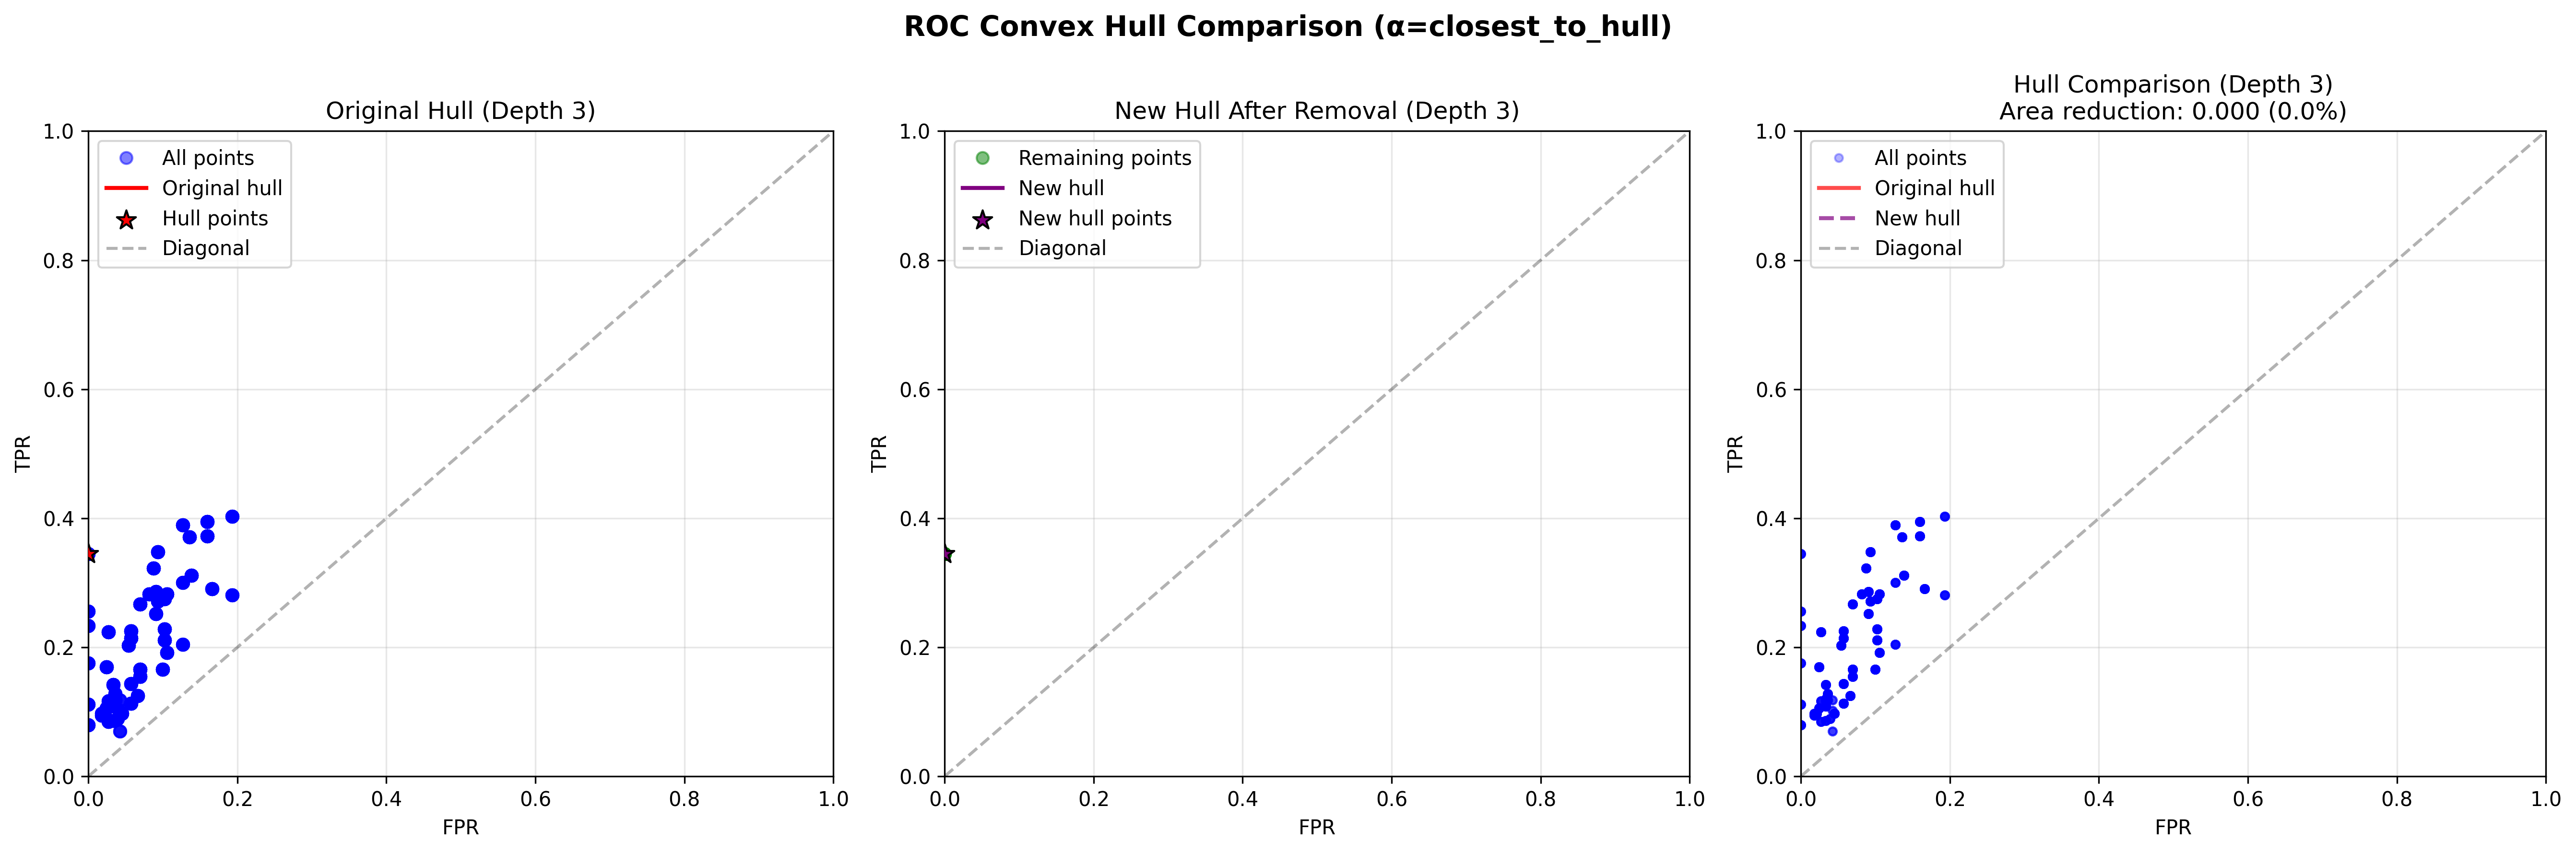 ROC Convex Hull Comparison (α=closest_to_hull)
Original Hull (Depth 3)
1.0
0.8
0.6
0.4
0.2
0.0
TPR
All points
Original hull
Hull points
Diagonal
0.0 0.2 0.4 0.6 0.8 1.0
FPR
New Hull After Removal (Depth 3)
1.0
0.8
0.6
0.4
0.2
0.0
TPR
Remaining points
New hull
New hull points
Diagonal
0.0 0.2 0.4 0.6 0.8 1.0
FPR
Hull Comparison (Depth 3)
Area reduction: 0.000 (0.0%)
1.0
0.8
0.6
0.4
0.2
0.0
TPR
All points
Original hull
New hull
Diagonal
0.0 0.2 0.4 0.6 0.8 1.0
FPR